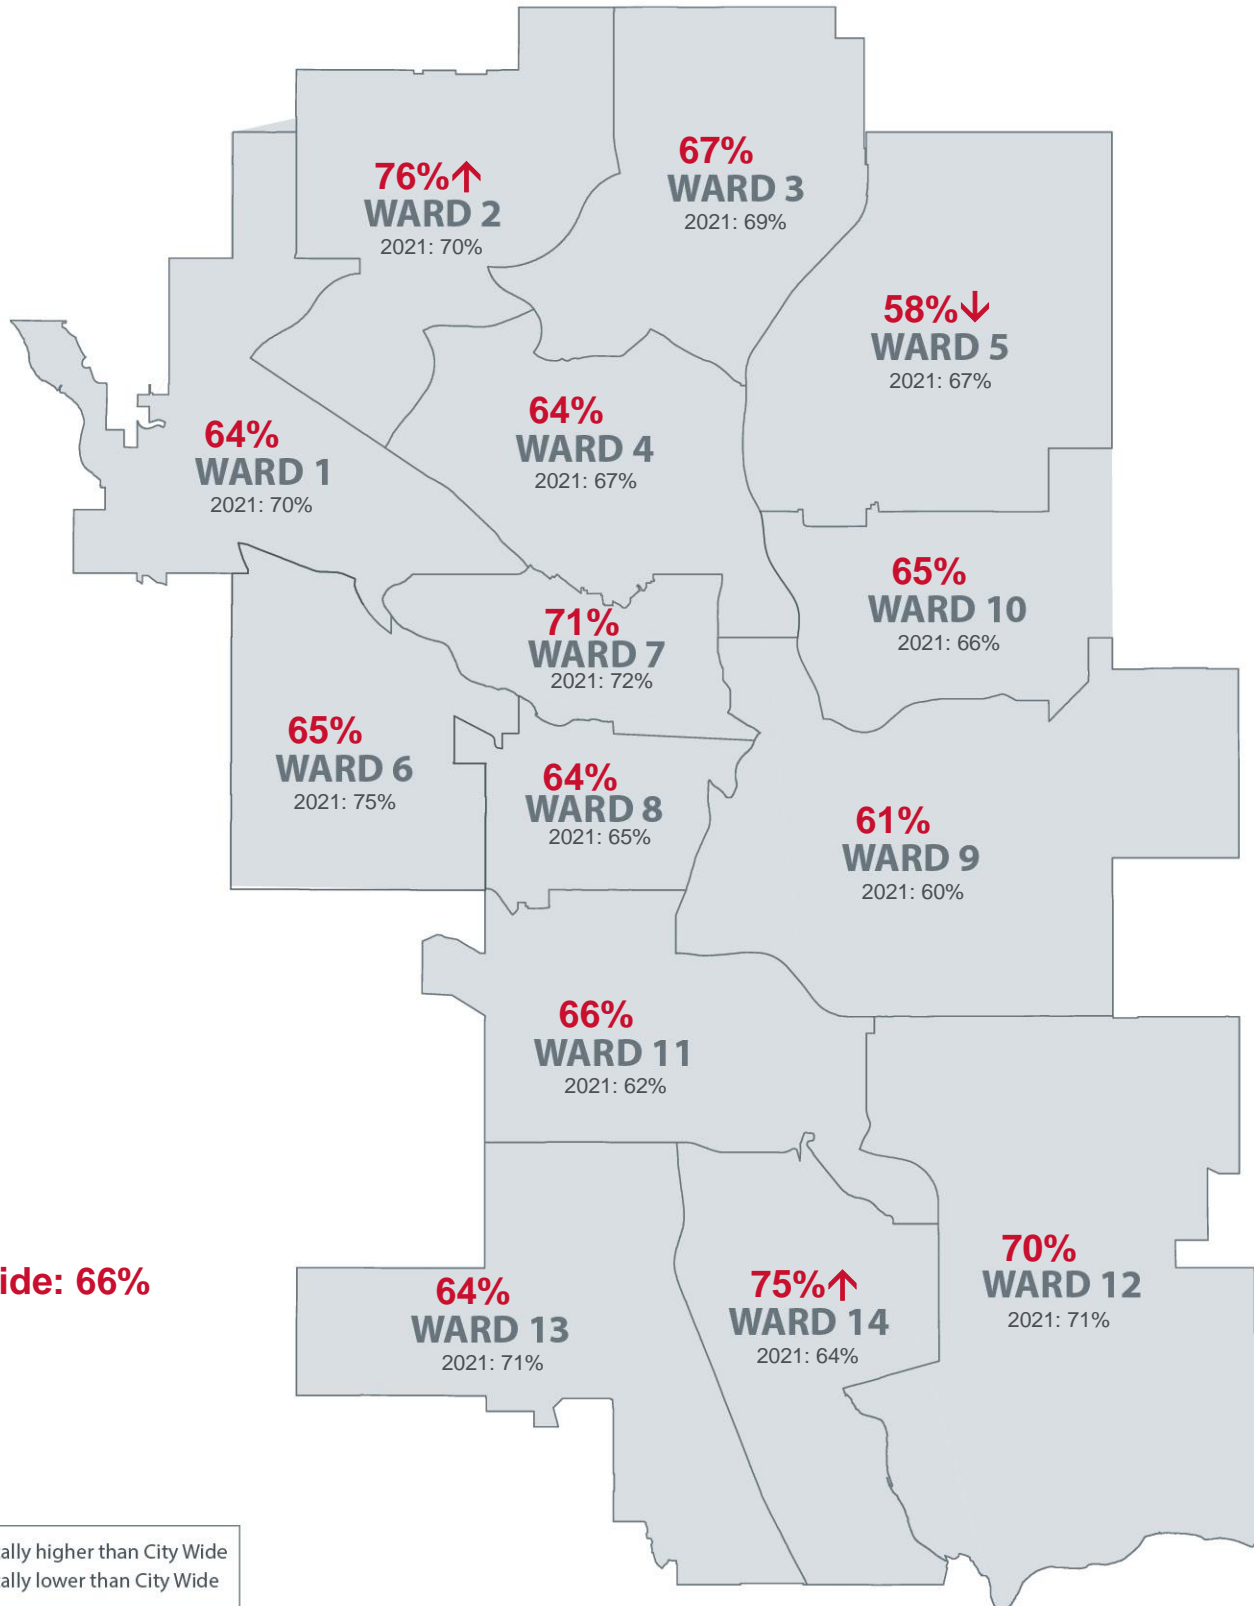 67%
WARD 3
2021: 69%
76%↑
WARD 2
2021: 70%
58%↓
WARD 5
2021: 67%
64%
WARD 4
2021: 67%
64%
WARD 1
2021: 70%
65%
WARD 10
2021: 66%
71%
WARD 7
2021: 72%
65%
WARD 6
2021: 75%
64%
WARD 8
2021: 65%
61%
WARD 9
2021: 60%
66%
WARD 11
2021: 62%
70%
WARD 12
2021: 71%
ide: 66%
64%
WARD 13
2021: 71%
75%↑
WARD 14
2021: 64%
ally higher than City Wide
ally lower than City Wide